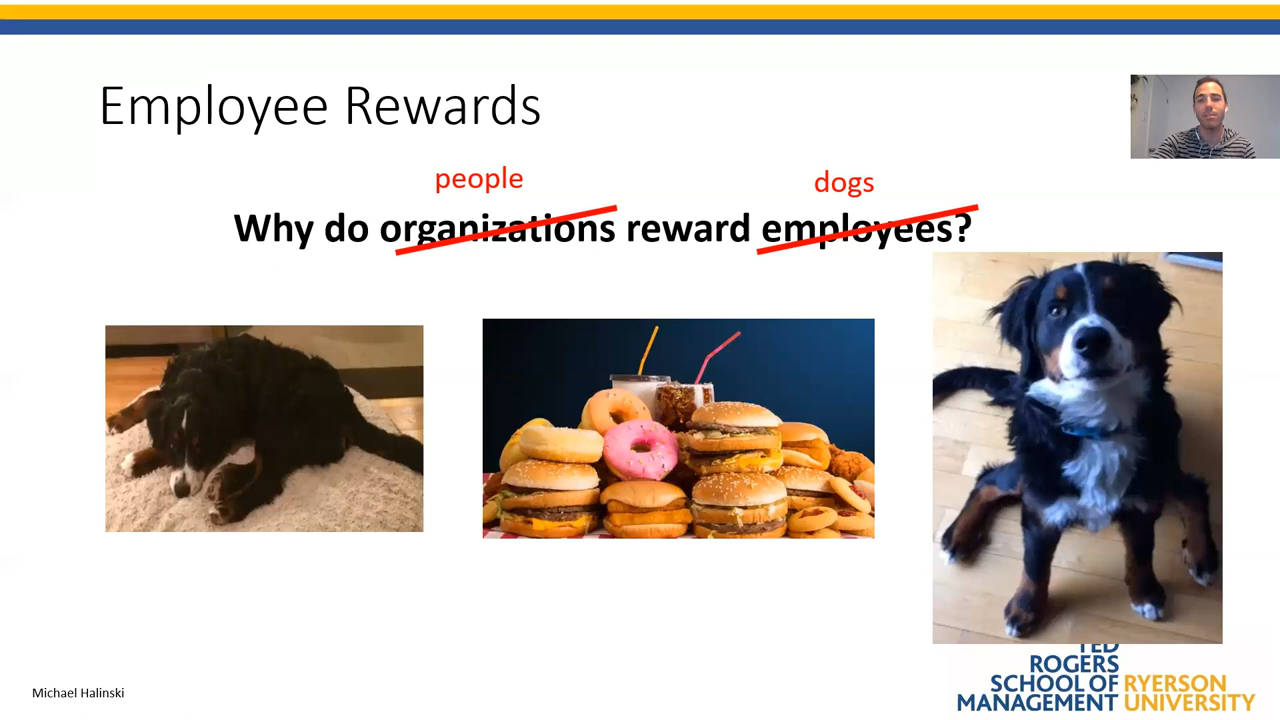 Employee Rewards
people
dogs
Why do organizations reward employees?
TED
ROGERS
SCHOOL OF RYERSON
MANAGEMENT UNIVERSITY
Michael Halinski